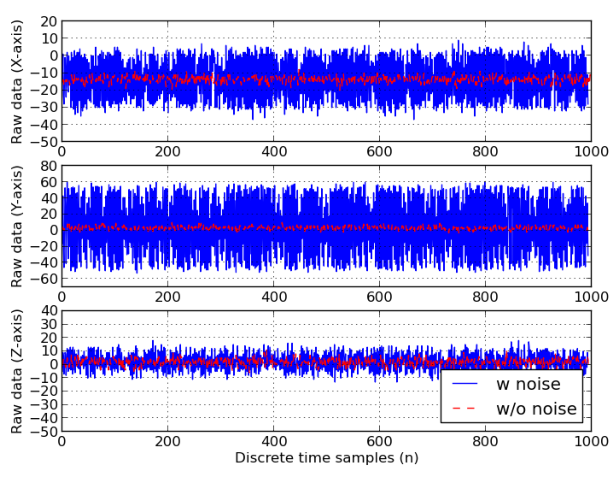 20
10
0
−10
−20
−30
−40
−50
Raw data (X-axis)
0 200 400 600 800 1000
80
60
40
20
0
−20
−40
−60
Raw data (Y-axis)
0 200 400 600 800 1000
40
30
20
10
0
−10
−20
−30
−40
−50
Raw data (Z-axis)
w noise
w/o noise
0 200 400 600 800 1000
Discrete time samples (n)